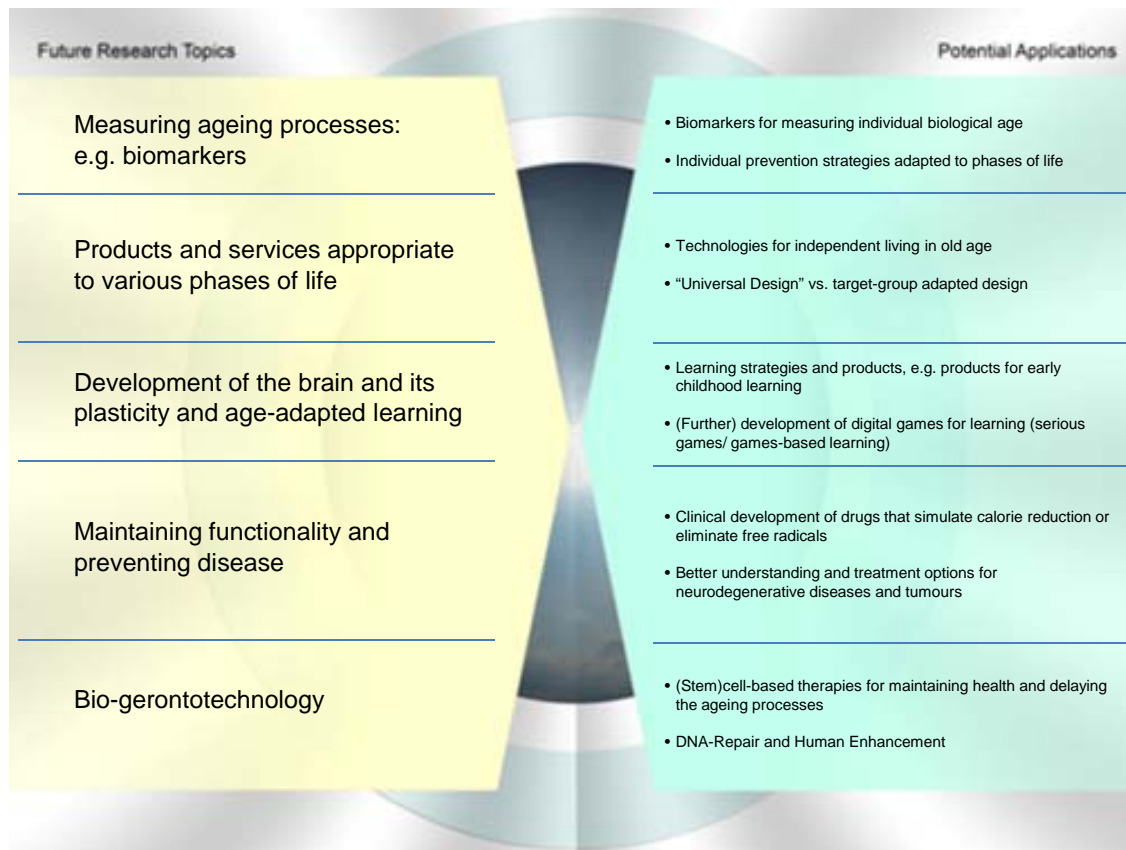 Future Research Topics
Potential Applications
Measuring ageing processes:
e.g. biomarkers
• Biomarkers for measuring individual biological age
• Individual prevention strategies adapted to phases of life
Products and services appropriate
to various phases of life
• Technologies for independent living in old age
• “Universal Design” vs. target-group adapted design
Development of the brain and its
plasticity and age-adapted learning
• Learning strategies and products, e.g. products for early
childhood learning
• (Further) development of digital games for learning (serious
games/ games-based learning)
Maintaining functionality and
preventing disease
• Clinical development of drugs that simulate calorie reduction or
eliminate free radicals
• Better understanding and treatment options for
neurodegenerative diseases and tumours
Bio-gerontotechnology
• (Stem)cell-based therapies for maintaining health and delaying
the ageing processes
• DNA-Repair and Human Enhancement